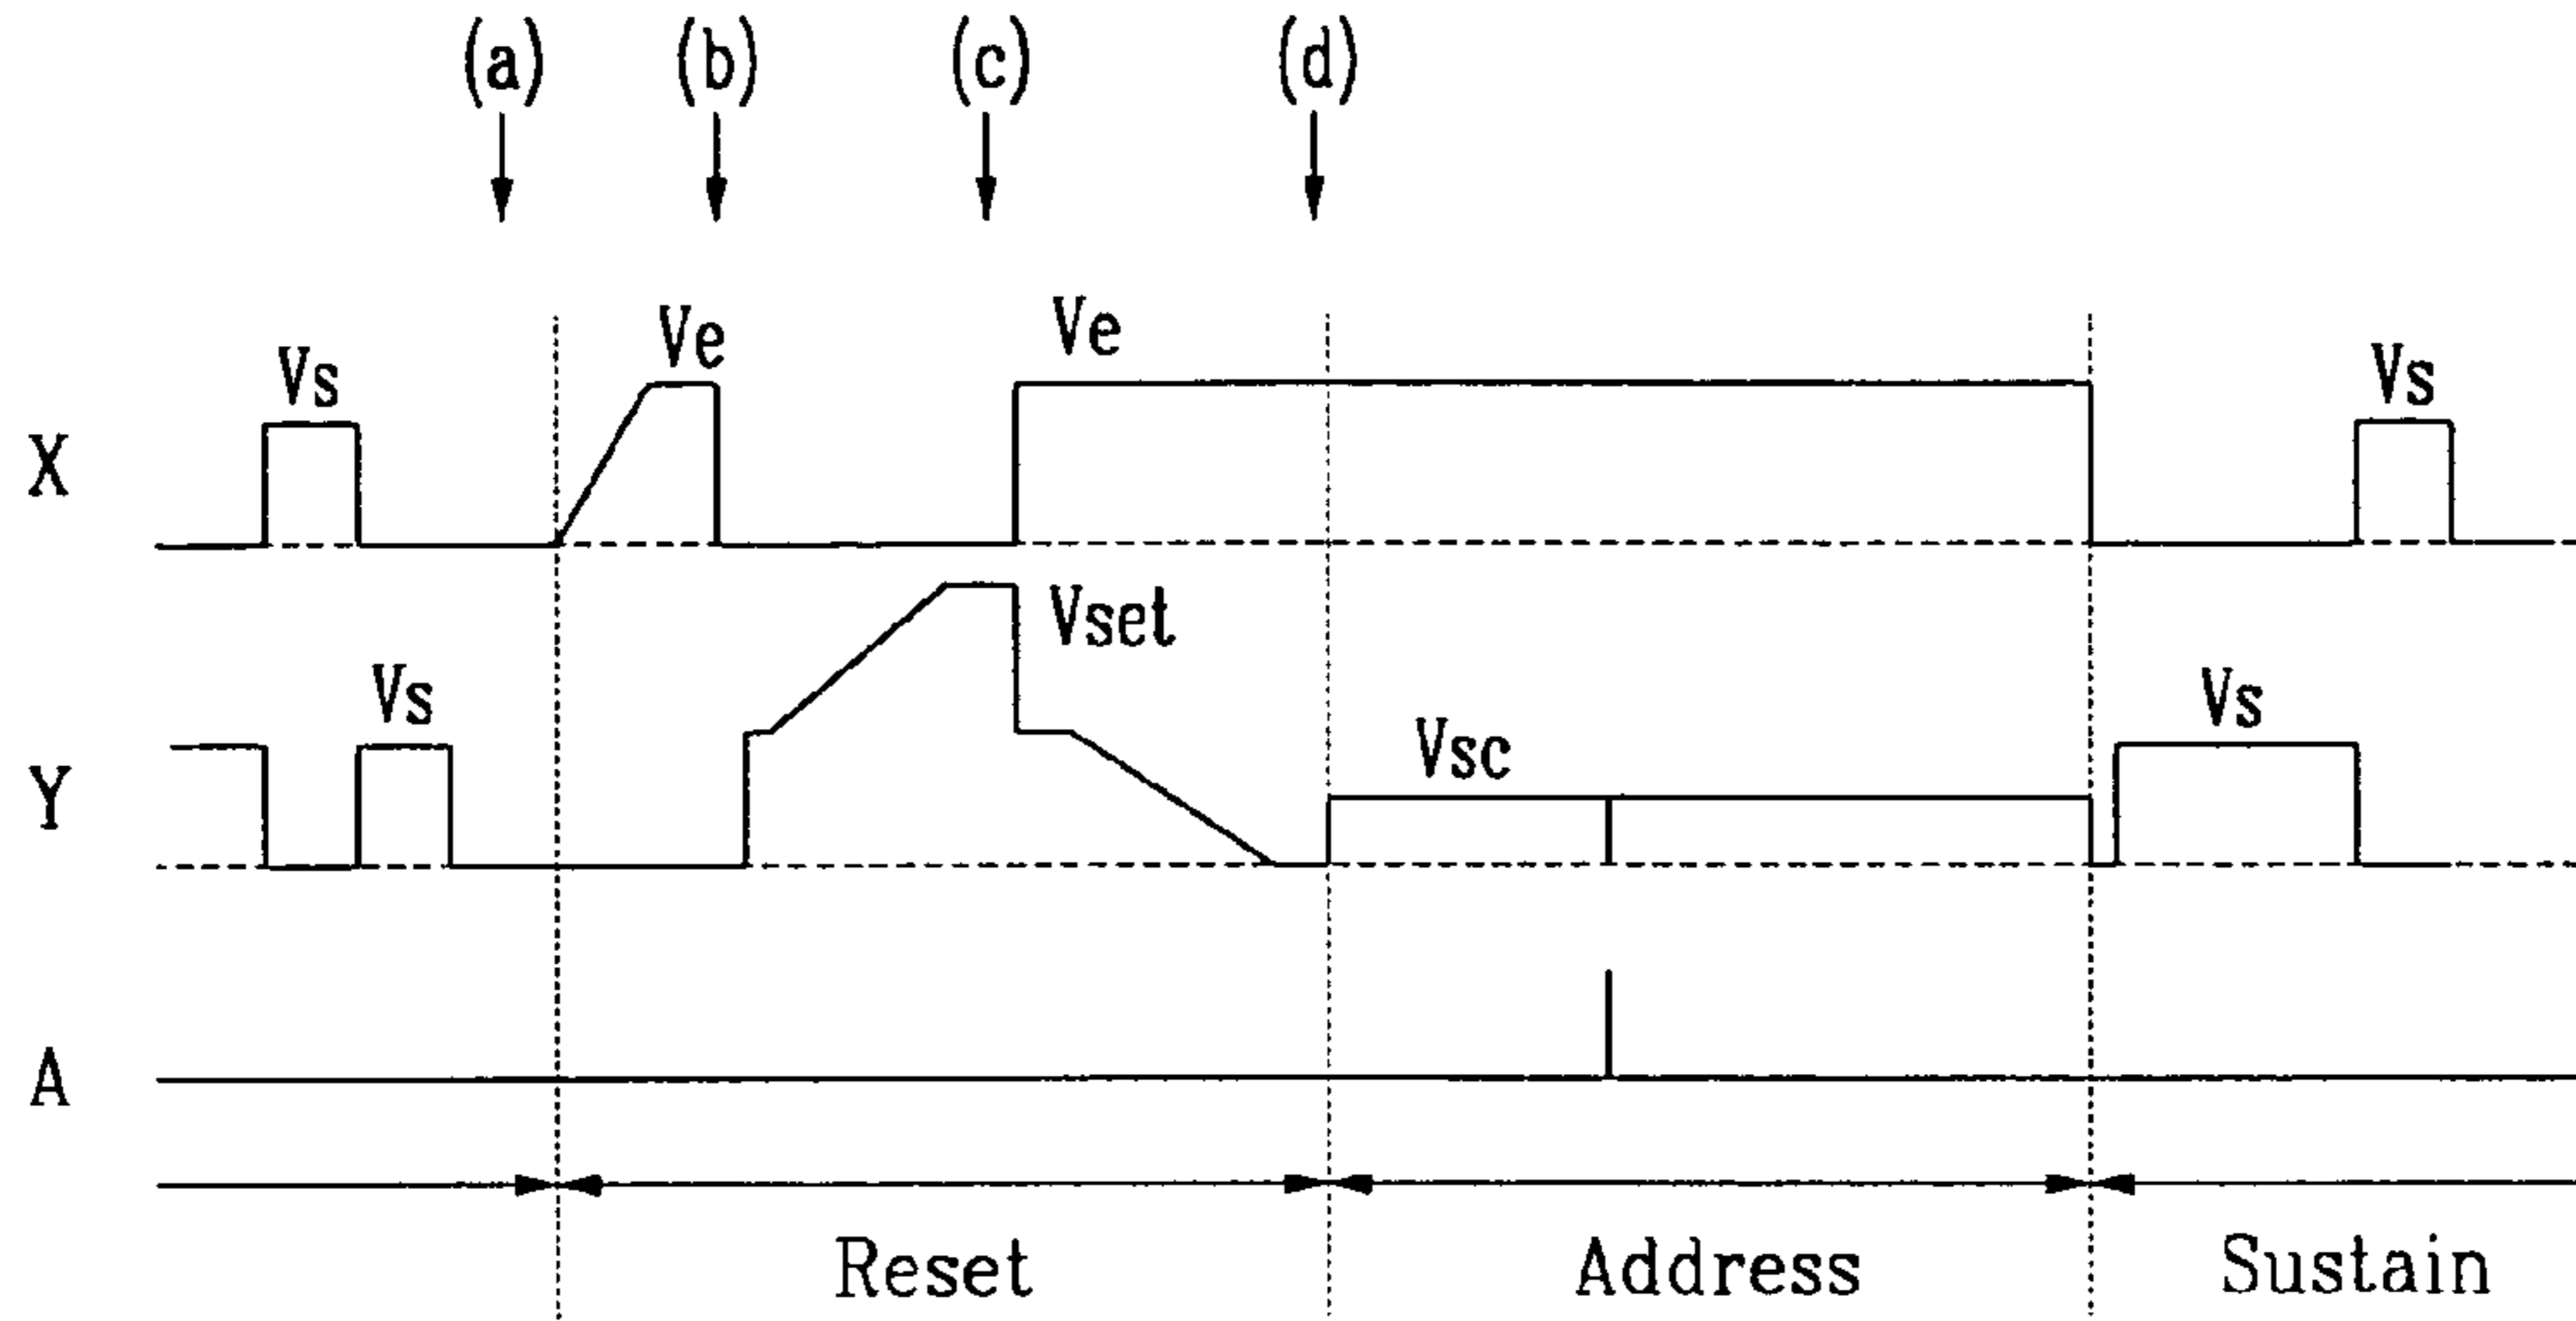 (a) (b) (c) (d)
Ve Ve
Vs Vs
X
Vset
Vs Vs
Vsc
Y
A
Reset Address Sustain